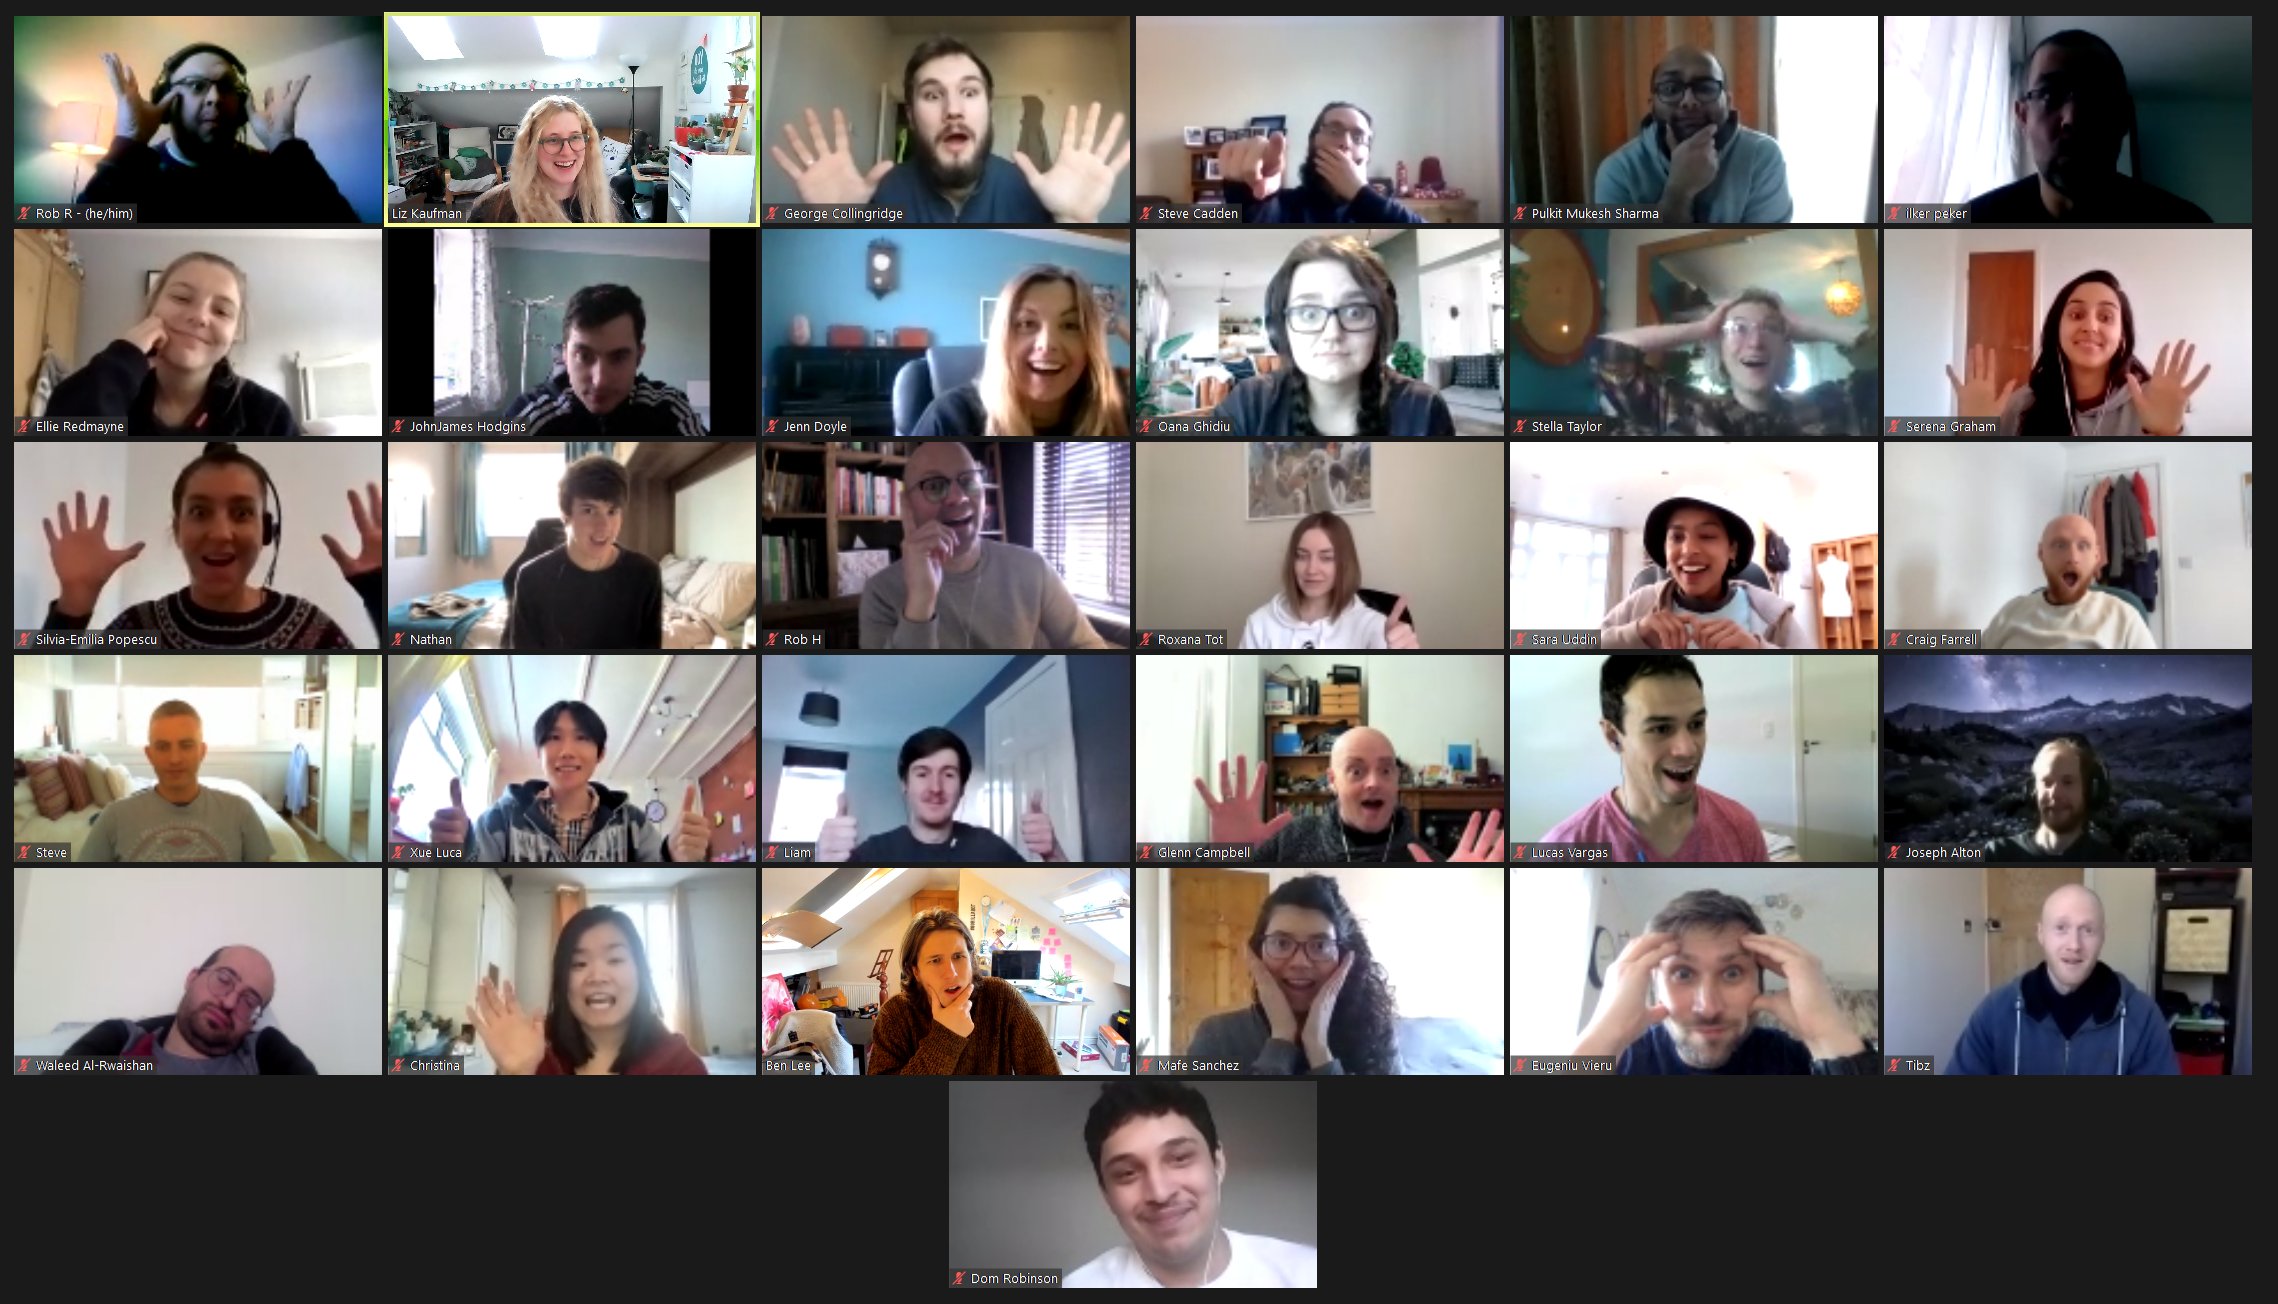 Rob R - (he/him)
Liz Kaufman
George Collingridge
Steve Cadden
Pulkit Mukesh Sharma
ilker peker
Ellie Redmayne
JohnJames Hodgins
Jenn Doyle
Oana Ghidiu
Stella Taylor
Serena Graham
Silvia-Emilia Popescu
Nathan
Rob H
Roxana Tot
Sara Uddin
Craig Farrell
Steve
Xue Luca
Liam
Glenn Campbell
Lucas Vargas
Joseph Alton
Waleed Al-Rwaishan
Christina
Ben Lee
Mafe Sanchez
Eugeniu Vieru
Tibz
Dom Robinson